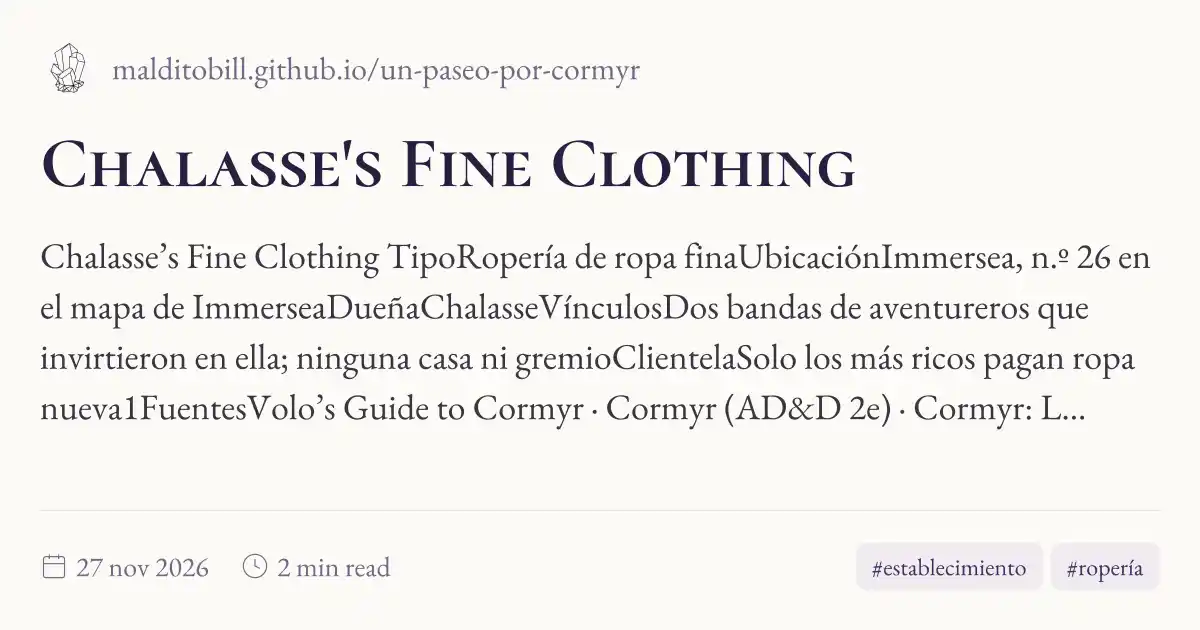 malditobill.github.io/un-paseo-por-cormyr
Chalasse's Fine Clothing
Chalasse’s Fine Clothing TipoRopería de ropa finaUbicaciónImmersea, n.º 26 en
el mapa de ImmerseaDueñaChalasseVínculosDos bandas de aventureros que
invirtieron en ella; ninguna casa ni gremioClientelaSolo los más ricos pagan ropa
nueva1FuentesVolo’s Guide to Cormyr · Cormyr (AD&D 2e) · Cormyr: L...
27 nov 2026
2 min read
#establecimiento
#ropería